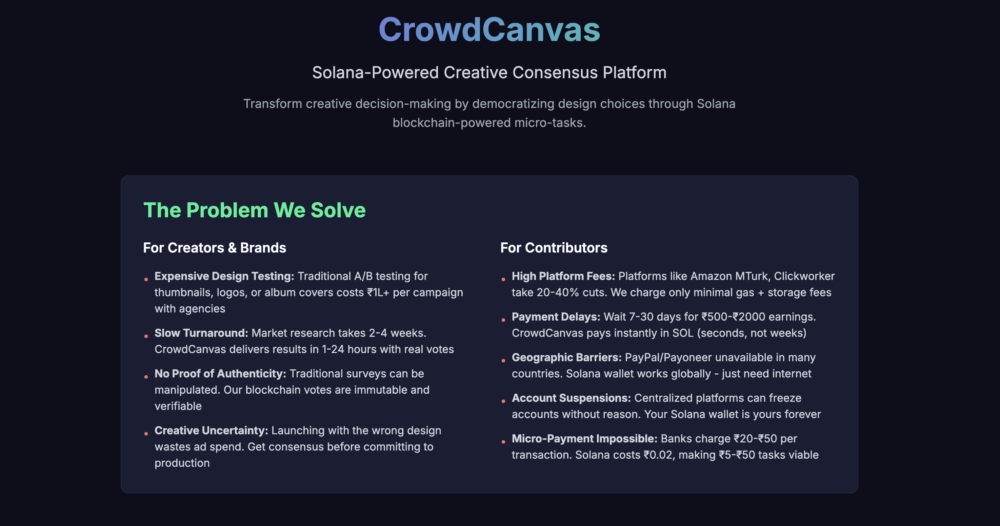 CrowdCanvas
Solana-Powered Creative Consensus Platform
Transform creative decision-making by democratizing design choices through Solana
blockchain-powered micro-tasks.
The Problem We Solve
For Creators & Brands
• Expensive Design Testing: Traditional A/B testing for
thumbnails, logos, or album covers costs ₹1L+ per campaign
with agencies
• Slow Turnaround: Market research takes 2-4 weeks.
CrowdCanvas delivers results in 1-24 hours with real votes
• No Proof of Authenticity: Traditional surveys can be
manipulated. Our blockchain votes are immutable and
verifiable
• Creative Uncertainty: Launching with the wrong design
wastes ad spend. Get consensus before committing to
production
For Contributors
• High Platform Fees: Platforms like Amazon MTurk, Clickworker
take 20-40% cuts. We charge only minimal gas + storage fees
• Payment Delays: Wait 7-30 days for ₹500-₹2000 earnings.
CrowdCanvas pays instantly in SOL (seconds, not weeks)
• Geographic Barriers: PayPal/Payoneer unavailable in many
countries. Solana wallet works globally - just need internet
• Account Suspensions: Centralized platforms can freeze
accounts without reason. Your Solana wallet is yours forever
• Micro-Payment Impossible: Banks charge ₹20-₹50 per
transaction. Solana costs ₹0.02, making ₹5-₹50 tasks viable